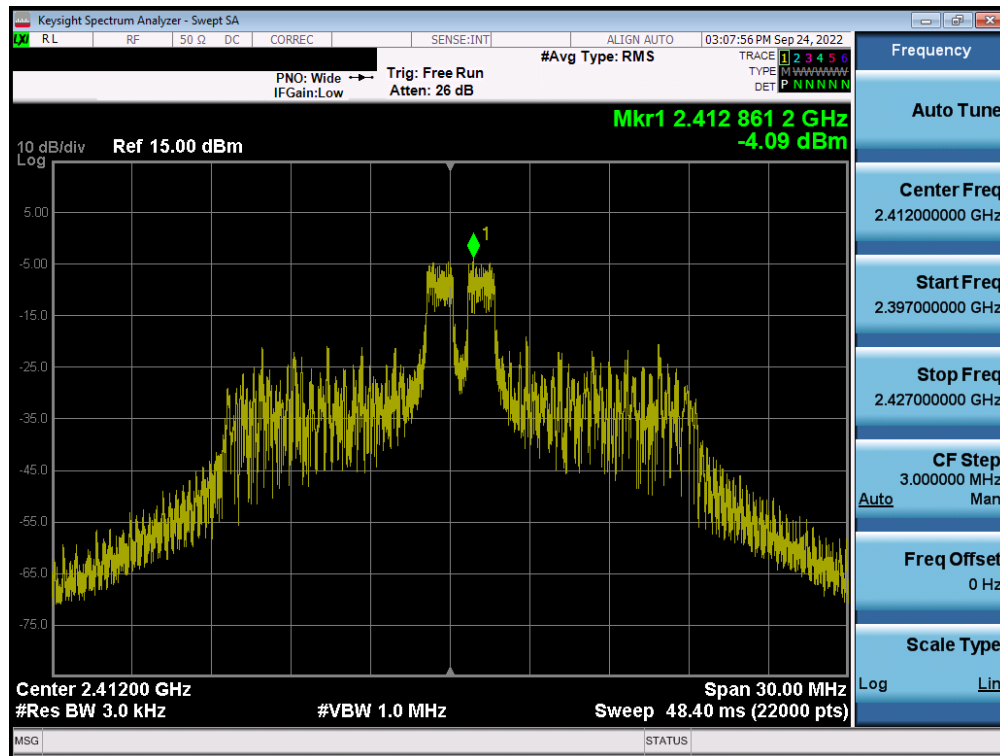 Keysight Spectrum Analyzer - Swept SA
LXI RL RF 50 Ω DC CORREC SENSE:INT ALIGN AUTO 03:07:56 PM Sep 24, 2022
PNO: Wide
IFGain:Low
Trig: Free Run
Atten: 26 dB
#Avg Type: RMS
TRACE 1 2 3 4 5 6
TYPE M WWWWW
DET P N N N N N
Mkr1 2.412 861 2 GHz
-4.09 dBm
10 dB/div
Log
Ref 15.00 dBm
1
5.00
-5.00
-15.0
-25.0
-35.0
-45.0
-55.0
-65.0
-75.0
Center 2.41200 GHz
Span 30.00 MHz
#Res BW 3.0 kHz
#VBW 1.0 MHz
Sweep 48.40 ms (22000 pts)
MSG
STATUS
Frequency
Auto Tune
Center Freq
2.412000000 GHz
Start Freq
2.397000000 GHz
Stop Freq
2.427000000 GHz
CF Step
3.000000 MHz
Auto Man
Freq Offset
0 Hz
Scale Type
Log Lin